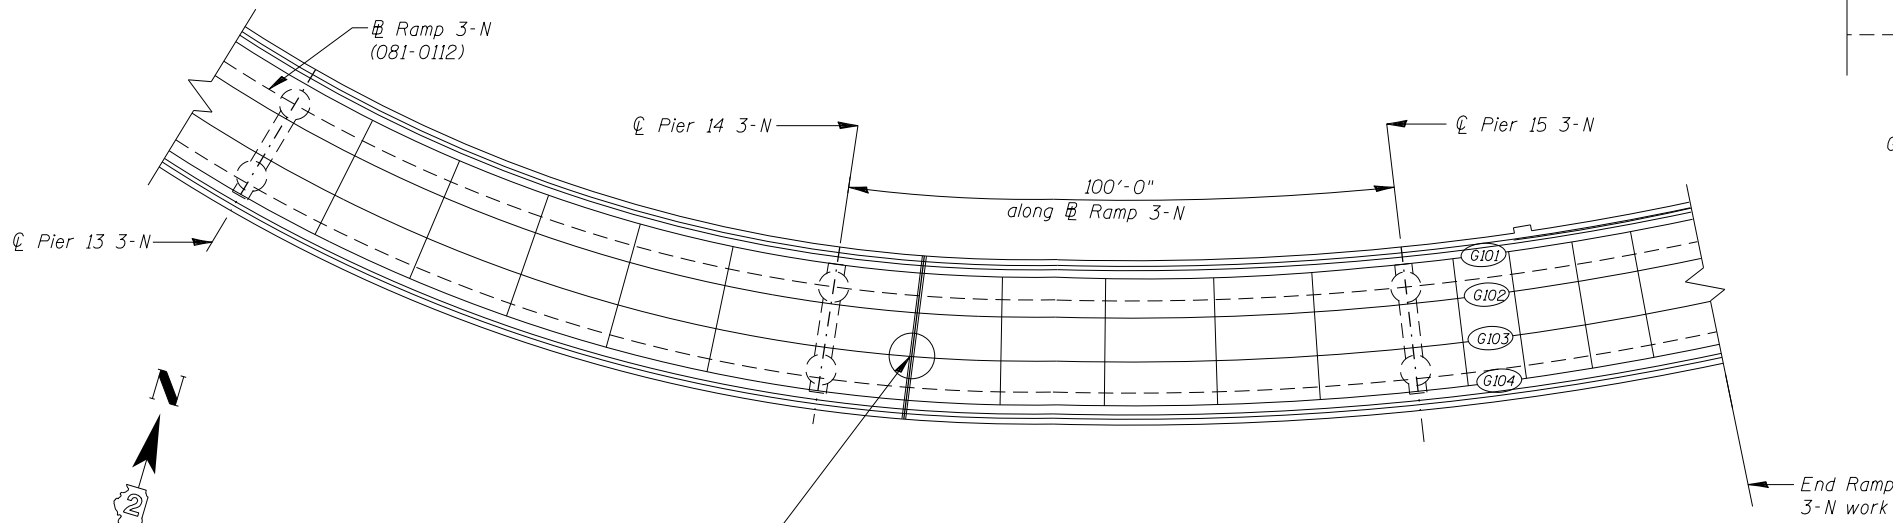 ⅊ Ramp 3-N
(081-0112)
℄ Pier 14 3-N
℄ Pier 15 3-N
100'-0"
along ⅊ Ramp 3-N
℄ Pier 13 3-N
G101
G102
G103
G104
N
2
End Ramp
3-N work